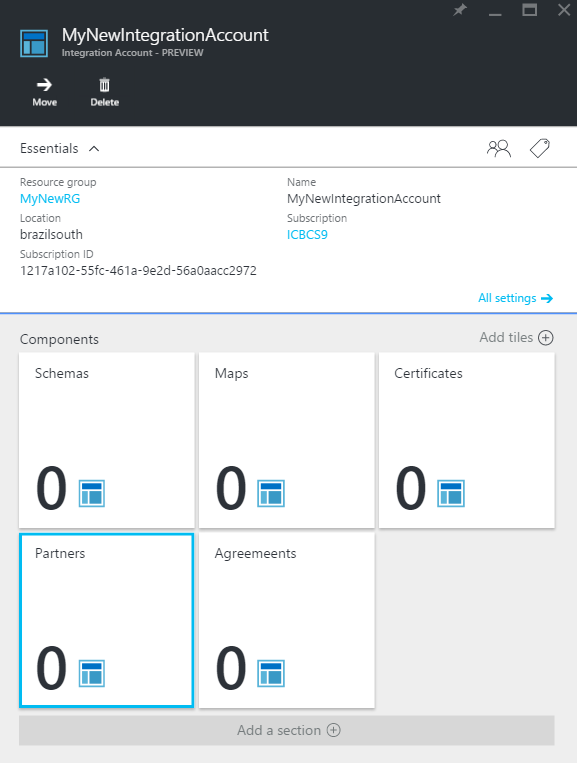 MyNewIntegrationAccount
Integration Account - PREVIEW
Move
Delete
Essentials
Resource group
MyNewRG
Location
brazilsouth
Subscription ID
1217a102-55fc-461a-9e2d-56a0aacc2972
Name
MyNewIntegrationAccount
Subscription
ICBCS9
All settings
Components
Add tiles
Schemas
0
Maps
0
Certificates
0
Partners
0
Agremeents
0
Add a section